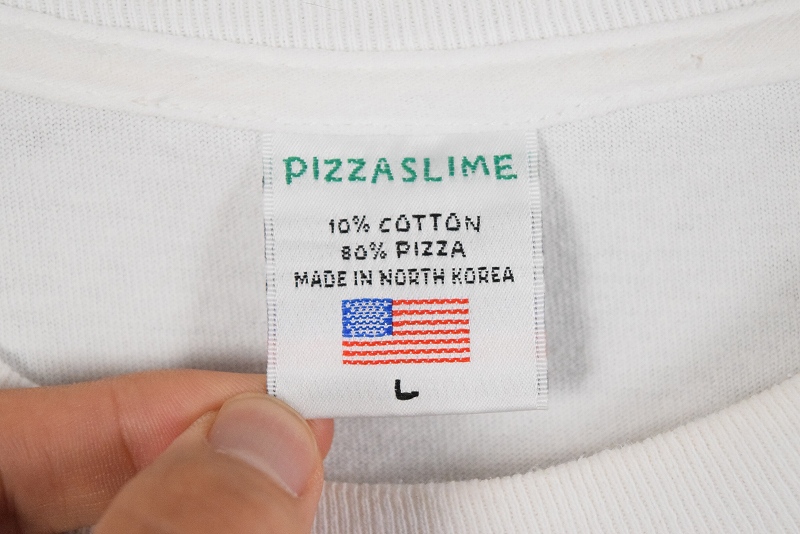 PIZZASLIME
10% COTTON
80% PIZZA
MADE IN NORTH KOREA
L